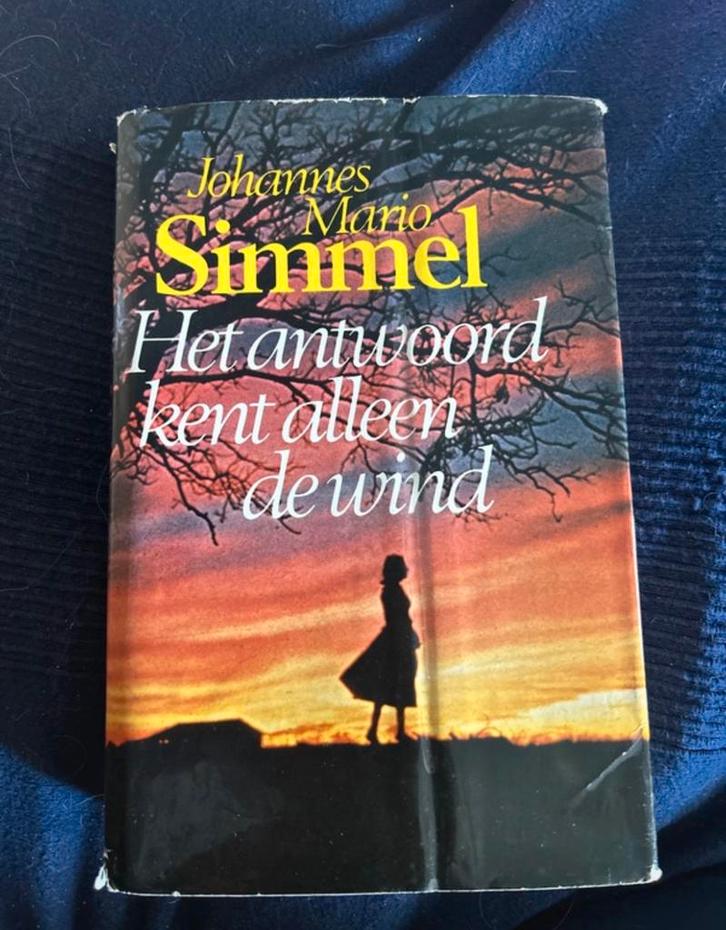 Johannes
Mario
Simmel
Het antwoord
kent alleen
de wind